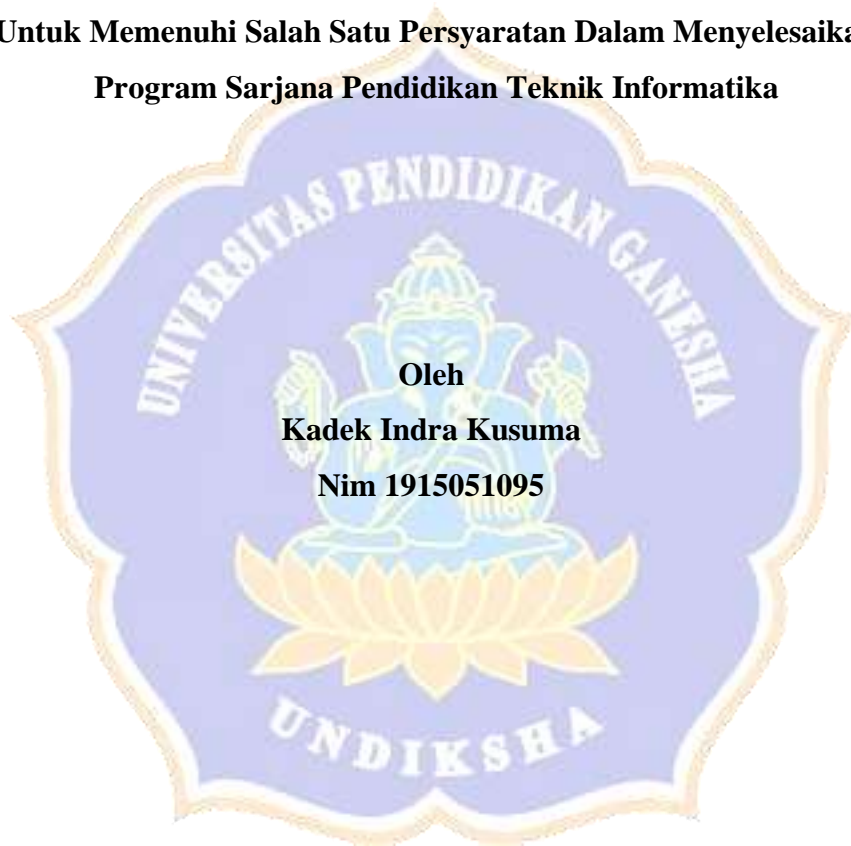 Untuk Memenuhi Salah Satu Persyaratan Dalam Menyelesaika
Program Sarjana Pendidikan Teknik Informatika
UNIVERSITAS PENDIDIKAN GANESHA
Oleh
Kadek Indra Kusuma
Nim 1915051095
UNDIKSHA